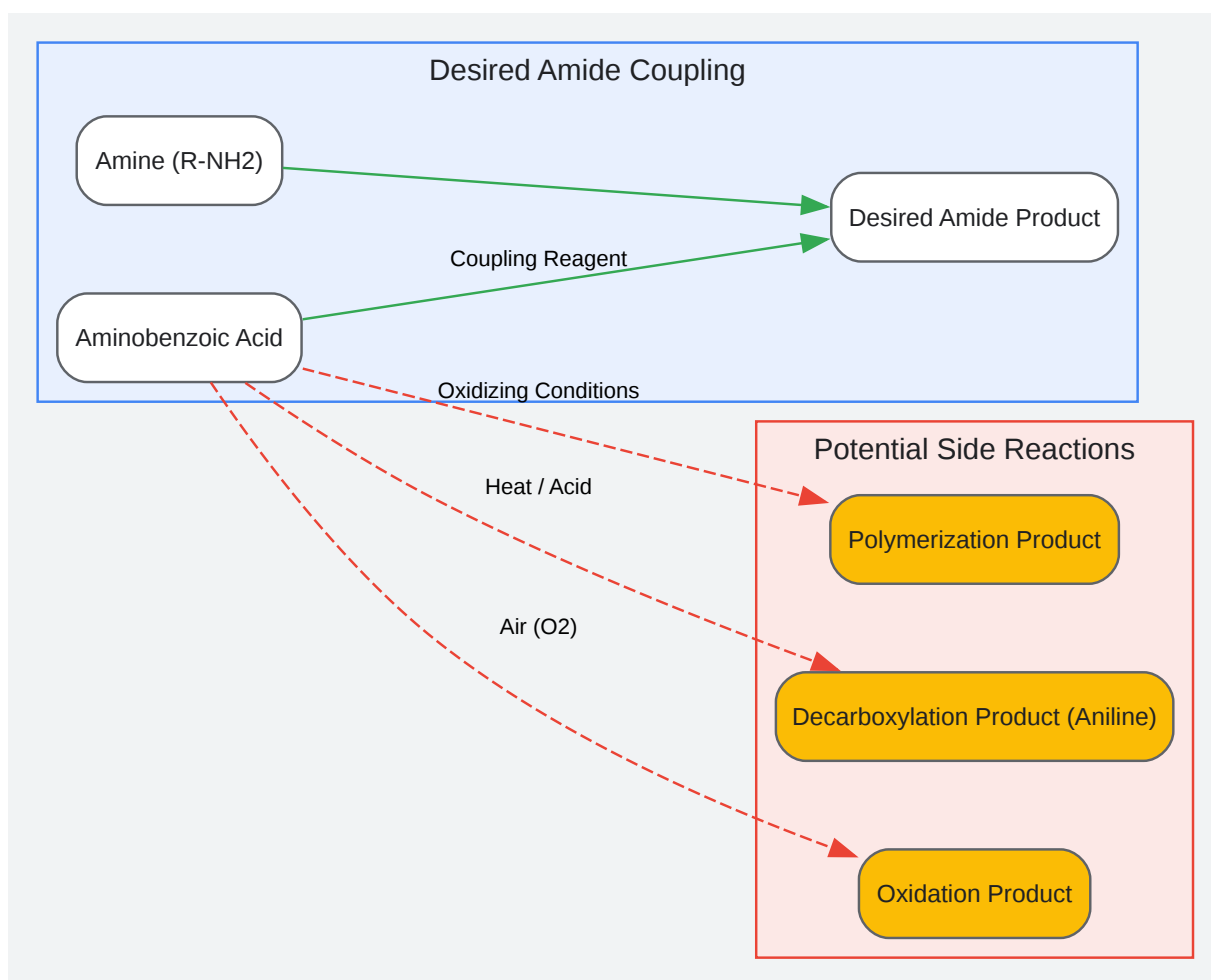 Desired Amide Coupling
Amine (R-NH2)
Desired Amide Product
Coupling Reagent
Aminobenzoic Acid
Oxidizing Conditions
Potential Side Reactions
Heat / Acid
Polymerization Product
Air (O2)
Decarboxylation Product (Aniline)
Oxidation Product